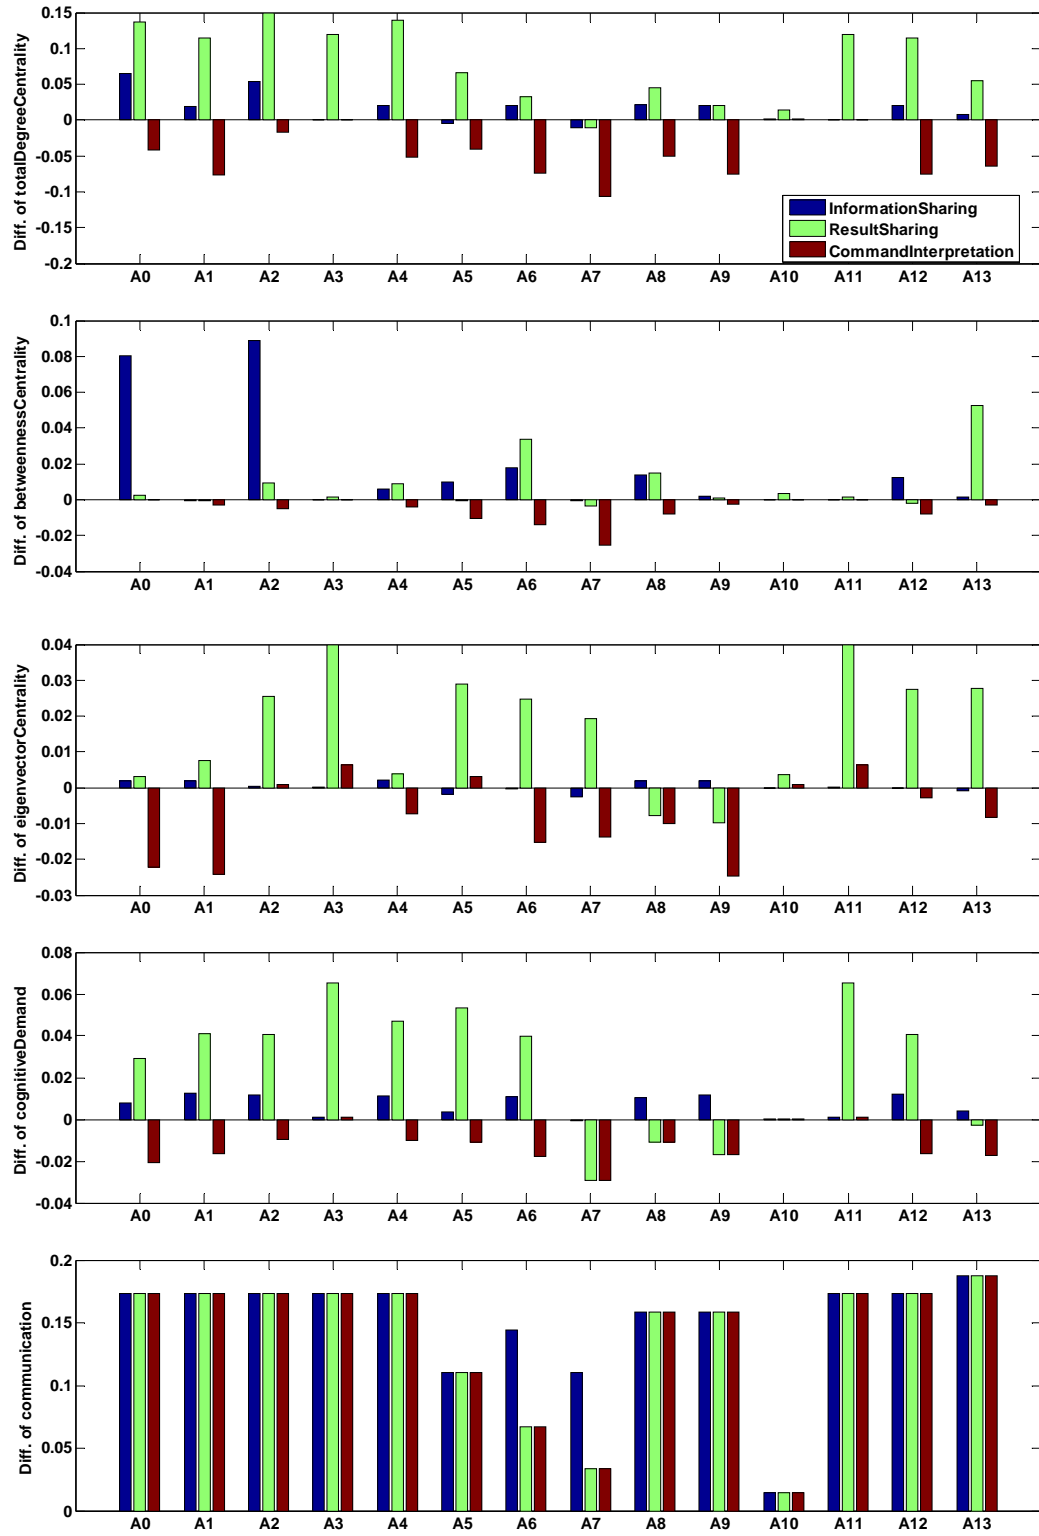 Diff. of totalDegreeCentrality
0.15
0.1
0.05
0
-0.05
-0.1
-0.15
-0.2
InformationSharing
ResultSharing
CommandInterpretation
A0 A1 A2 A3 A4 A5 A6 A7 A8 A9 A10 A11 A12 A13
Diff. of betweennessCentrality
0.1
0.08
0.06
0.04
0.02
0
-0.02
-0.04
A0 A1 A2 A3 A4 A5 A6 A7 A8 A9 A10 A11 A12 A13
Diff. of eigenvectorCentrality
0.04
0.03
0.02
0.01
0
-0.01
-0.02
-0.03
A0 A1 A2 A3 A4 A5 A6 A7 A8 A9 A10 A11 A12 A13
Diff. of cognitiveDemand
0.08
0.06
0.04
0.02
0
-0.02
-0.04
A0 A1 A2 A3 A4 A5 A6 A7 A8 A9 A10 A11 A12 A13
Diff. of communication
0.2
0.15
0.1
0.05
0
A0 A1 A2 A3 A4 A5 A6 A7 A8 A9 A10 A11 A12 A13